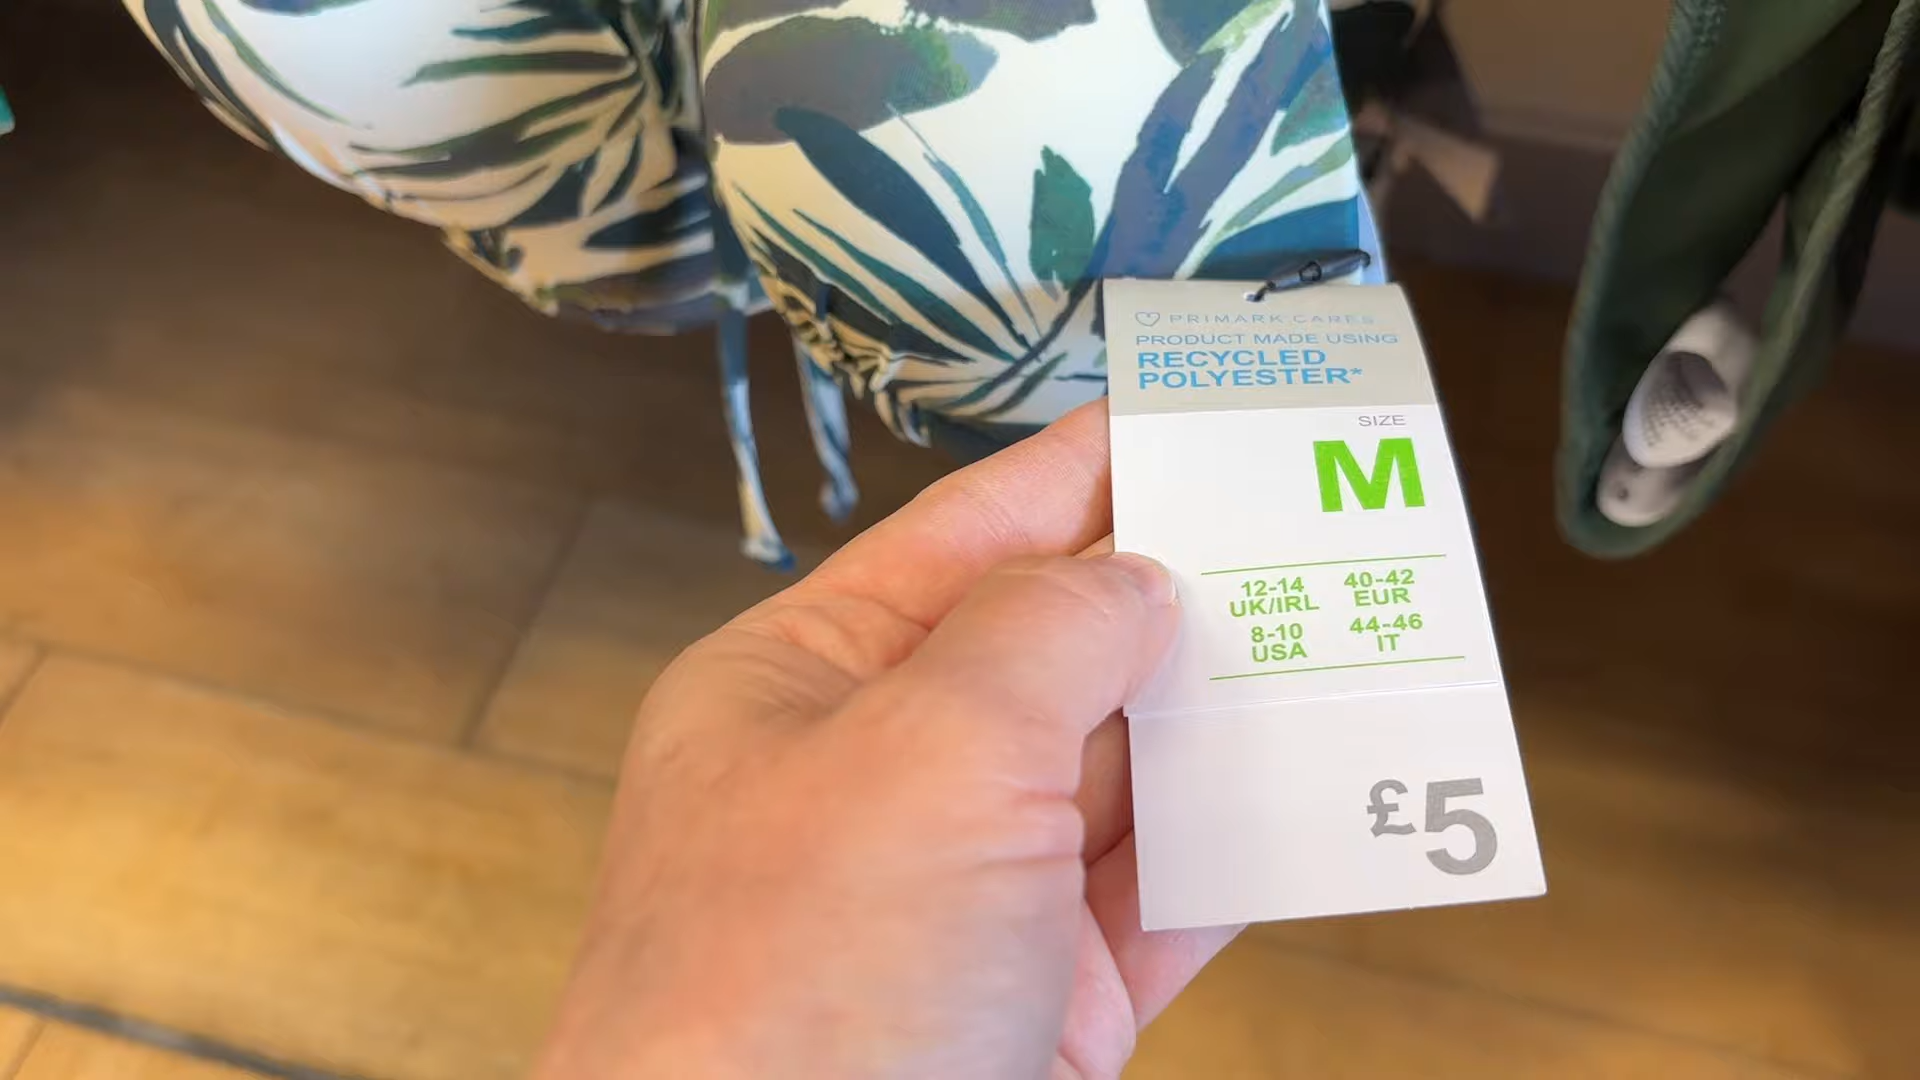 PRIMARK CARES
PRODUCT MADE USING
RECYCLED
POLYESTER*
SIZE
M
12-14
UK/IRL
40-42
EUR
8-10
USA
44-46
IT
£5